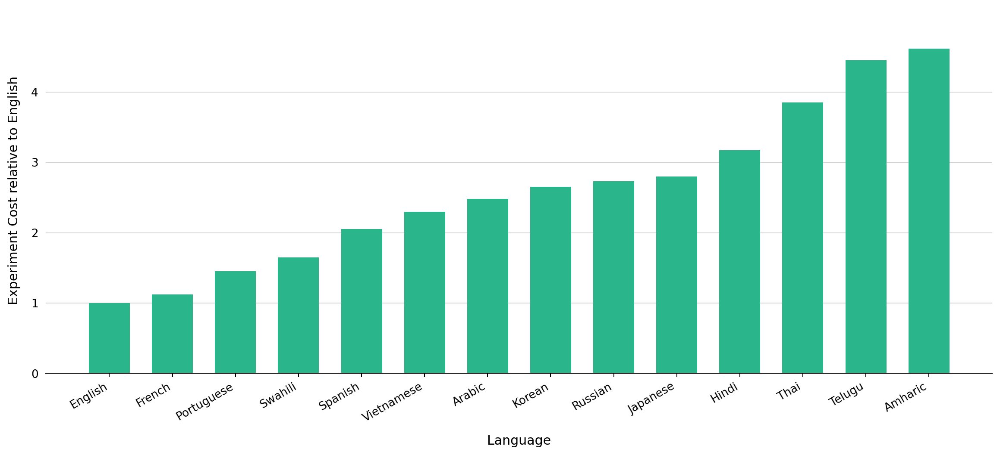 Experiment Cost relative to English
4
3
2
1
0
English
French
Portuguese
Swahili
Spanish
Vietnamese
Arabic
Korean
Russian
Japanese
Hindi
Thai
Telugu
Amharic
Language